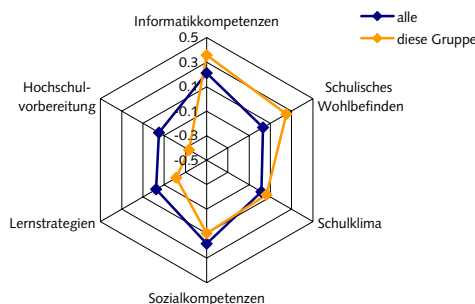 Informatikkompetenzen
alle
diese Gruppe
0.5
0.3
0.1
-0.1
-0.3
-0.5
Hochschul-
vorbereitung
Schulisches
Wohlbefinden
Lernstrategien
Schulklima
Sozialkompetenzen